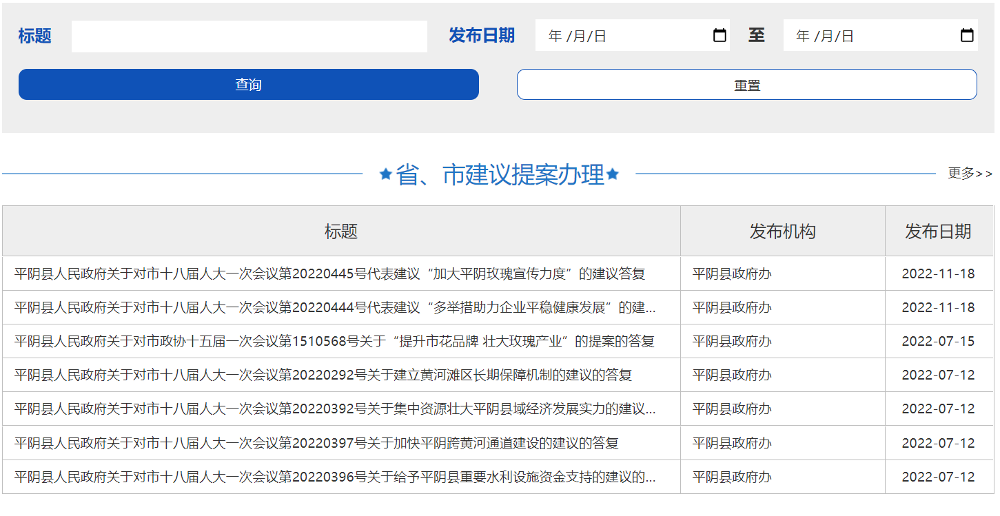 标题 发布日期 年 /月/日 至 年 /月/日
查询 重置
省、市建议提案办理 更多>>
标题 发布机构 发布日期
平阴县人民政府关于对市十八届人大一次会议第20220445号代表建议“加大平阴玫瑰宣传力度”的建议答复 平阴县政府办 2022-11-18
平阴县人民政府关于对市十八届人大一次会议第20220444号代表建议“多举措助力企业平稳健康发展”的建... 平阴县政府办 2022-11-18
平阴县人民政府关于对市政协十五届一次会议第1510568号关于“提升市花品牌 壮大玫瑰产业”的提案的答复 平阴县政府办 2022-07-15
平阴县人民政府关于对市十八届人大一次会议第20220292号关于建立黄河滩区长期保障机制的建议的答复 平阴县政府办 2022-07-12
平阴县人民政府关于对市十八届人大一次会议第20220392号关于集中资源壮大平阴县域经济发展实力的建议... 平阴县政府办 2022-07-12
平阴县人民政府关于对市十八届人大一次会议第20220397号关于加快平阴跨黄河通道建设的建议的答复 平阴县政府办 2022-07-12
平阴县人民政府关于对市十八届人大一次会议第20220396号关于给予平阴县重要水利设施资金支持的建议的... 平阴县政府办 2022-07-12